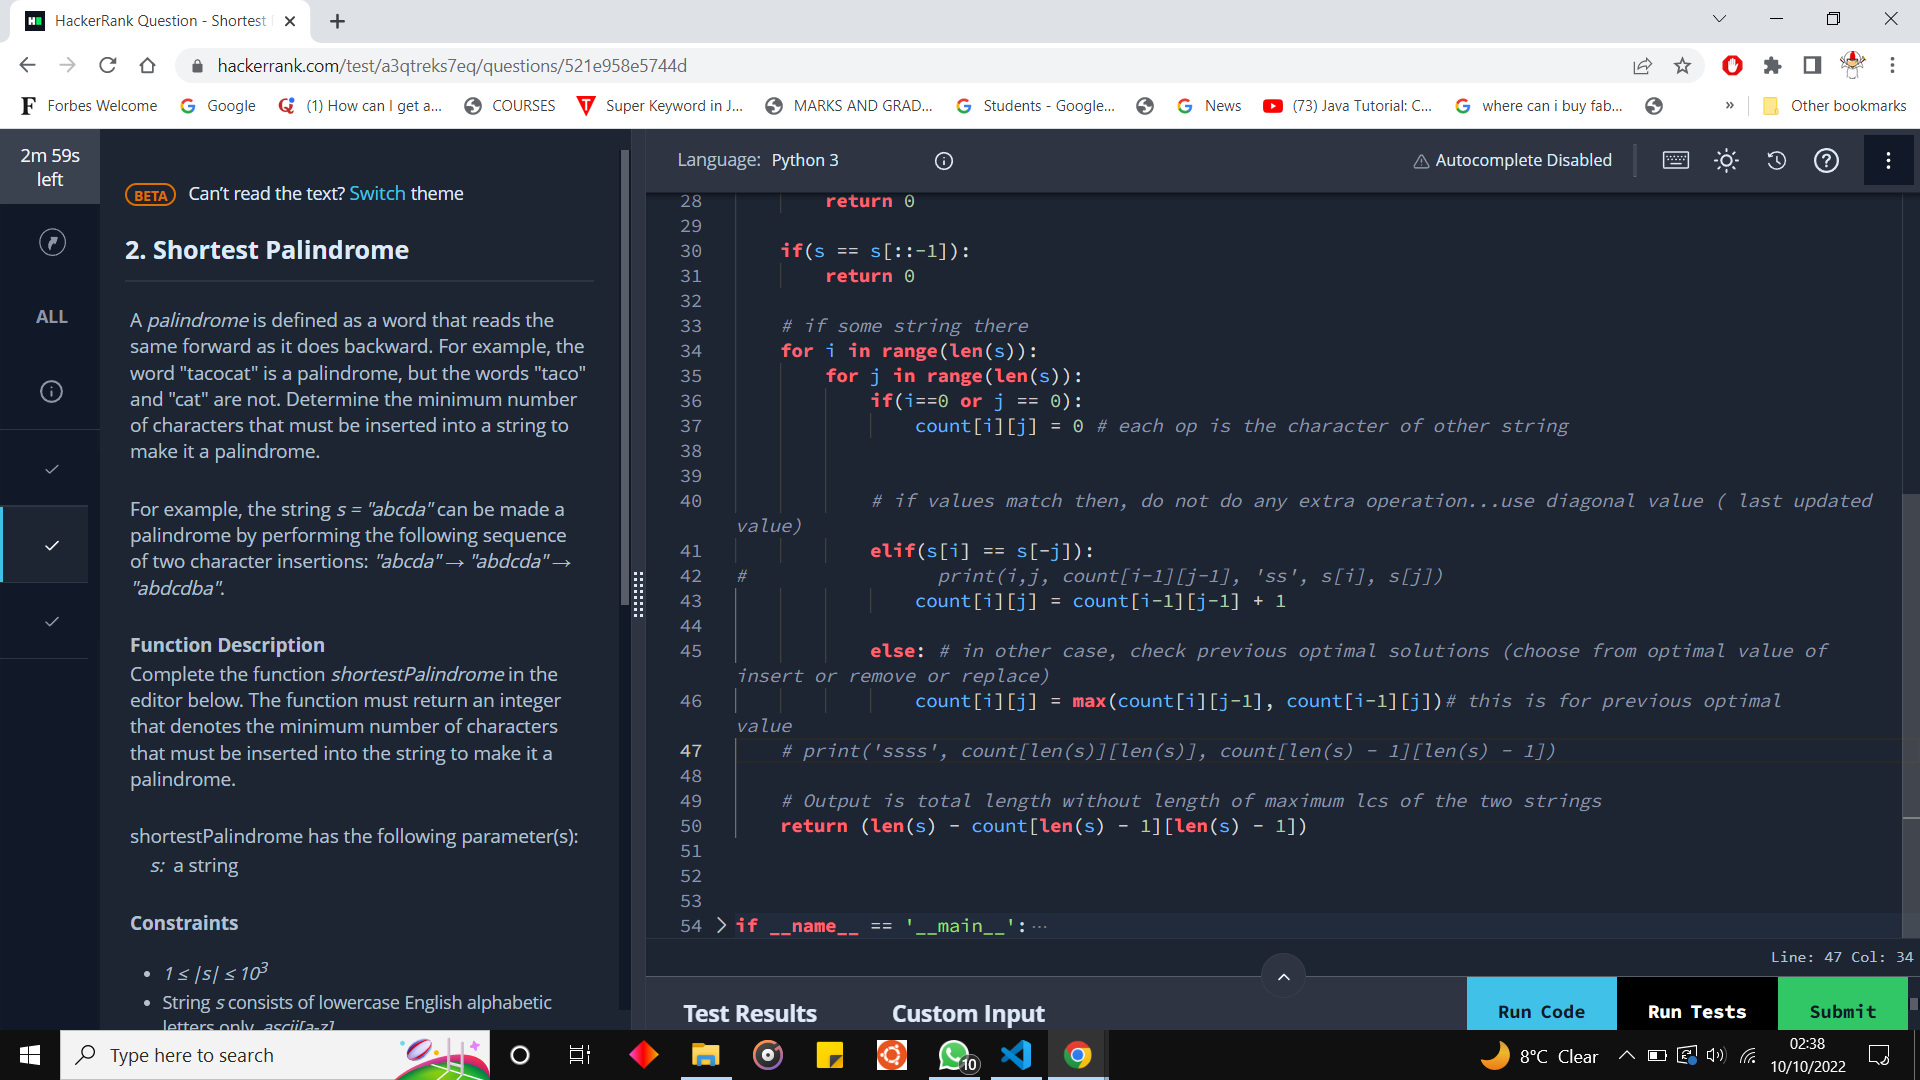 HackerRank Question - Shortest
hackerrank.com/test/a3qtreks7eq/questions/521e958e5744d
Forbes Welcome
Google
(1) How can I get a...
COURSES
Super Keyword in J...
MARKS AND GRAD...
Students - Google...
News
(73) Java Tutorial: C...
where can i buy fab...
»
Other bookmarks
2m 59s
left
ALL
BETA Can't read the text? Switch theme
2. Shortest Palindrome
A palindrome is defined as a word that reads the
same forward as it does backward. For example, the
word "tacocat" is a palindrome, but the words "taco"
and "cat" are not. Determine the minimum number
of characters that must be inserted into a string to
make it a palindrome.
For example, the string s = "abcda" can be made a
palindrome by performing the following sequence
of two character insertions: "abcda" → "abdcda" →
"abdcdba".
Function Description
Complete the function shortestPalindrome in the
editor below. The function must return an integer
that denotes the minimum number of characters
that must be inserted into the string to make it a
palindrome.
shortestPalindrome has the following parameter(s):
s: a string
Constraints
• 1 ≤ |s| ≤ 10³
• String s consists of lowercase English alphabetic
letters only, ascii[a-z]
Language: Python 3
Autocomplete Disabled
28 return 0
29
30 if(s == s[::-1]):
31 return 0
32
33 # if some string there
34 for i in range(len(s)):
35 for j in range(len(s)):
36 if(i==0 or j == 0):
37 count[i][j] = 0 # each op is the character of other string
38
39
40 # if values match then, do not do any extra operation...use diagonal value ( last updated
value)
41 elif(s[i] == s[-j]):
42 # print(i,j, count[i-1][j-1], 'ss', s[i], s[j])
43 count[i][j] = count[i-1][j-1] + 1
44
45 else: # in other case, check previous optimal solutions (choose from optimal value of
insert or remove or replace)
46 count[i][j] = max(count[i][j-1], count[i-1][j])# this is for previous optimal
value
47 # print('ssss', count[len(s)][len(s)], count[len(s) - 1][len(s) - 1])
48
49 # Output is total length without length of maximum lcs of the two strings
50 return (len(s) - count[len(s) - 1][len(s) - 1])
51
52
53
54 if __name__ == '__main__':···
Line: 47 Col: 34
Test Results
Custom Input
Run Code
Run Tests
Submit
Type here to search
10
8°C Clear
02:38
10/10/2022